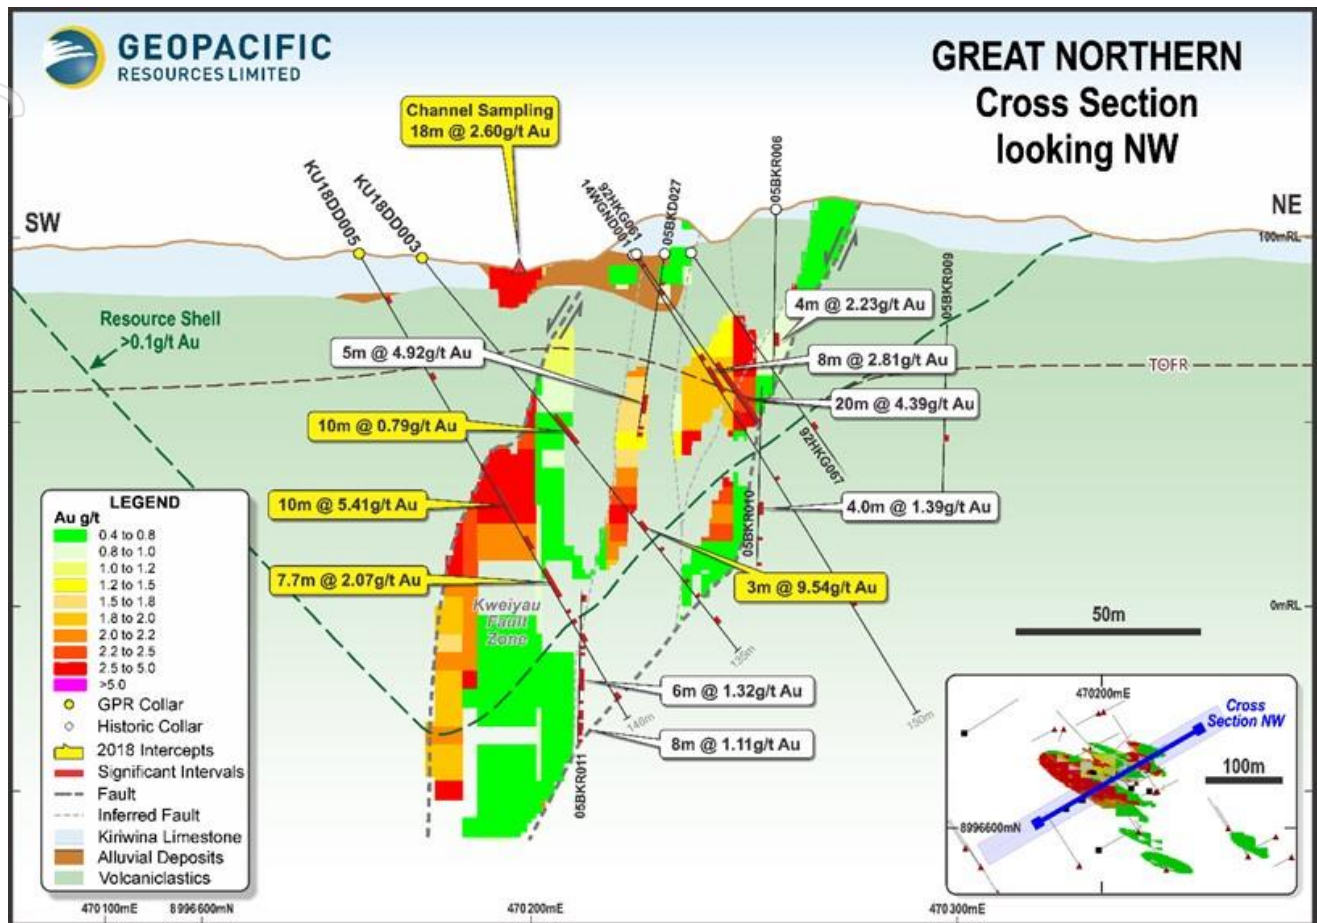 GEOPACIFIC
RESOURCES LIMITED
GREAT NORTHERN
Cross Section
looking NW
Channel Sampling
18m @ 2.60g/t Au
KU18DD005
KU18DD003
92HKG061
14WGND001
05BKD027
05BKR006
SW
NE
100mRL
05BKR009
Resource Shell
>0.1g/t Au
4m @ 2.23g/t Au
5m @ 4.92g/t Au
8m @ 2.81g/t Au
TOFR
20m @ 4.39g/t Au
10m @ 0.79g/t Au
92HKG067
10m @ 5.41g/t Au
4.0m @ 1.39g/t Au
05BKR010
7.7m @ 2.07g/t Au
3m @ 9.54g/t Au
Kweiyau
Fault
Zone
0mRL
50m
135m
6m @ 1.32g/t Au
140m
150m
8m @ 1.11g/t Au
05BKR011
LEGEND
Au g/t
0.4 to 0.8
0.8 to 1.0
1.0 to 1.2
1.2 to 1.5
1.5 to 1.8
1.8 to 2.0
2.0 to 2.2
2.2 to 2.5
2.5 to 5.0
>5.0
GPR Collar
Historic Collar
2018 Intercepts
Significant Intervals
Fault
Inferred Fault
Kiriwina Limestone
Alluvial Deposits
Volcaniclastics
470200mE
Cross
Section NW
100m
8996600mN
470100mE
8996600mN
470200mE
470300mE